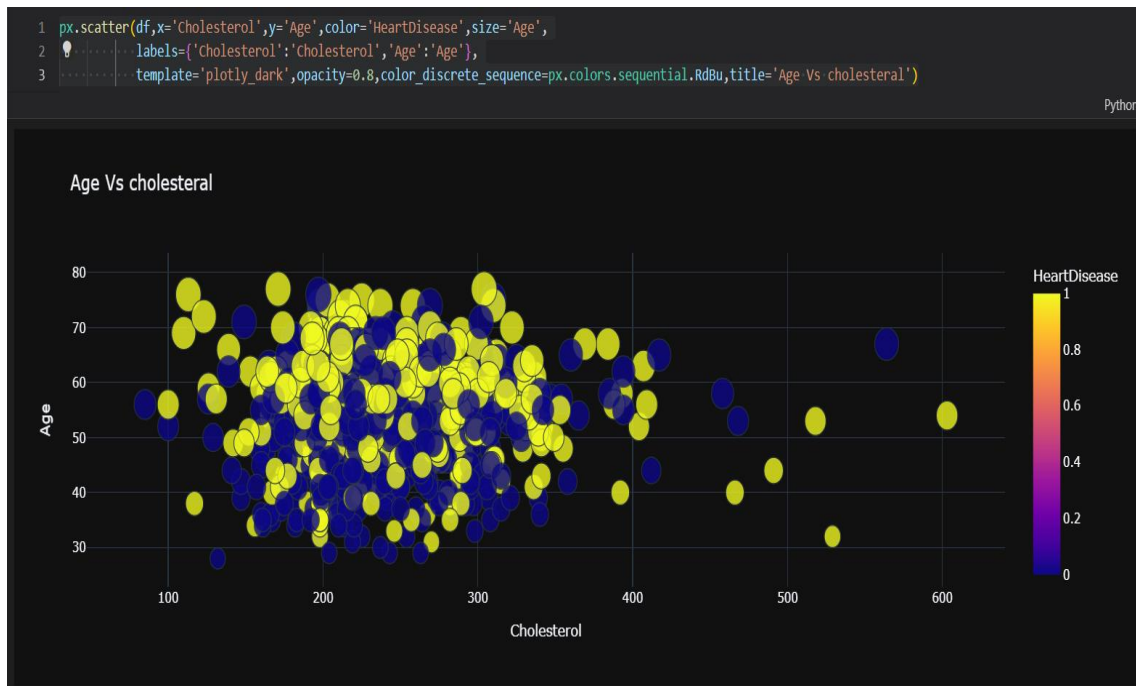 1 px.scatter(df,x='Cholesterol',y='Age',color='HeartDisease',size='Age',
2 labels={'Cholesterol':'Cholesterol','Age':'Age'},
3 template='plotly_dark',opacity=0.8,color_discrete_sequence=px.colors.sequential.RdBu,title='Age Vs cholesteral')
Python
Age Vs cholesteral
HeartDisease
80
70
60
50
40
30
Age
100 200 300 400 500 600
Cholesterol
1
0.8
0.6
0.4
0.2
0